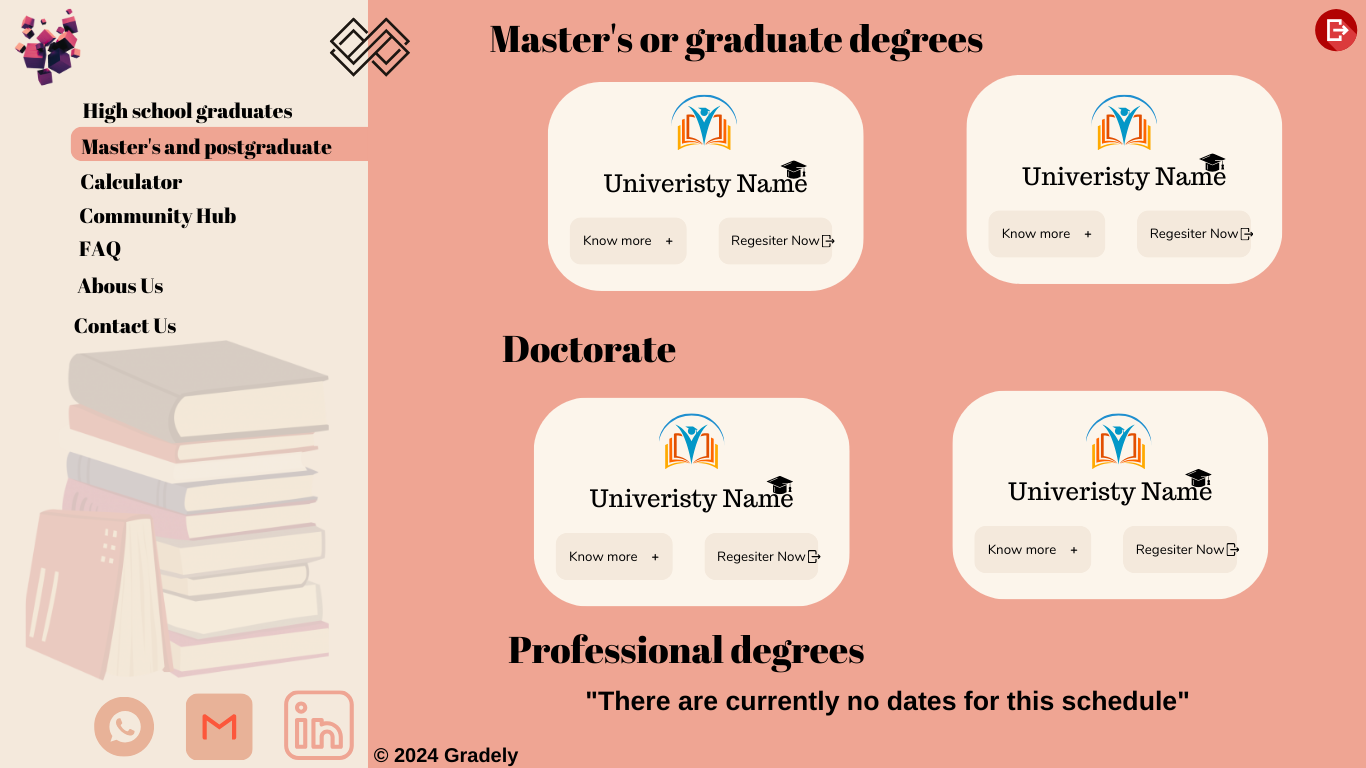 High school graduates
Master's and postgraduate
Calculator
Community Hub
FAQ
Abous Us
Contact Us
Master's or graduate degrees
Univeristy Name
Know more +
Regesiter Now
Univeristy Name
Know more +
Regesiter Now
Doctorate
Univeristy Name
Know more +
Regesiter Now
Univeristy Name
Know more +
Regesiter Now
Professional degrees
"There are currently no dates for this schedule"
in
© 2024 Gradely